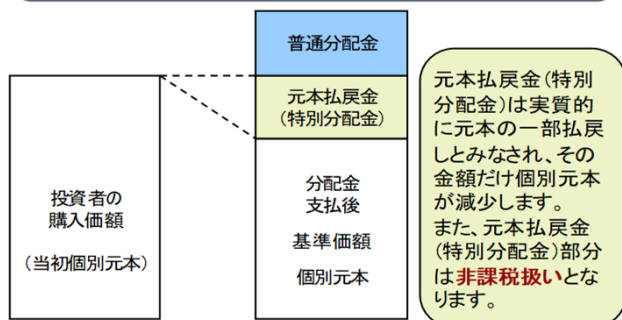 普通分配金
元本払戻金
(特別分配金)
投資者の
購入価額
(当初個別元本)
分配金
支払後
基準価額
個別元本
元本払戻金(特別
分配金)は実質的
に元本の一部払戻
しとみなされ、その
金額だけ個別元本
が減少します。
また、元本払戻金
(特別分配金)部分
は非課税扱いとな
ります。